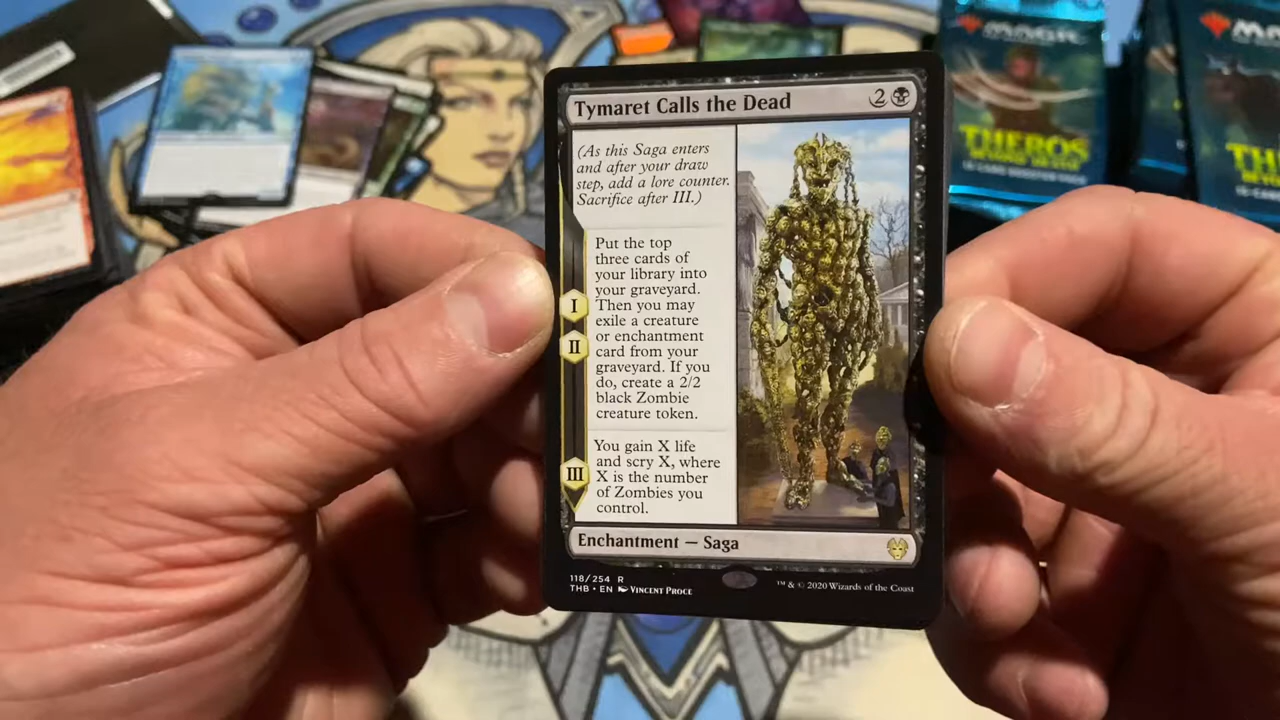 Tymaret Calls the Dead
2
(As this Saga enters
and after your draw
step, add a lore counter.
Sacrifice after III.)
I
II
Put the top
three cards of
your library into
your graveyard.
Then you may
exile a creature
or enchantment
card from your
graveyard. If you
do, create a 2/2
black Zombie
creature token.
III
You gain X life
and scry X, where
X is the number
of Zombies you
control.
Enchantment — Saga
118/254 R
THB • EN VINCENT PROCE
™ & © 2020 Wizards of the Coast
MAGIC
THEROS